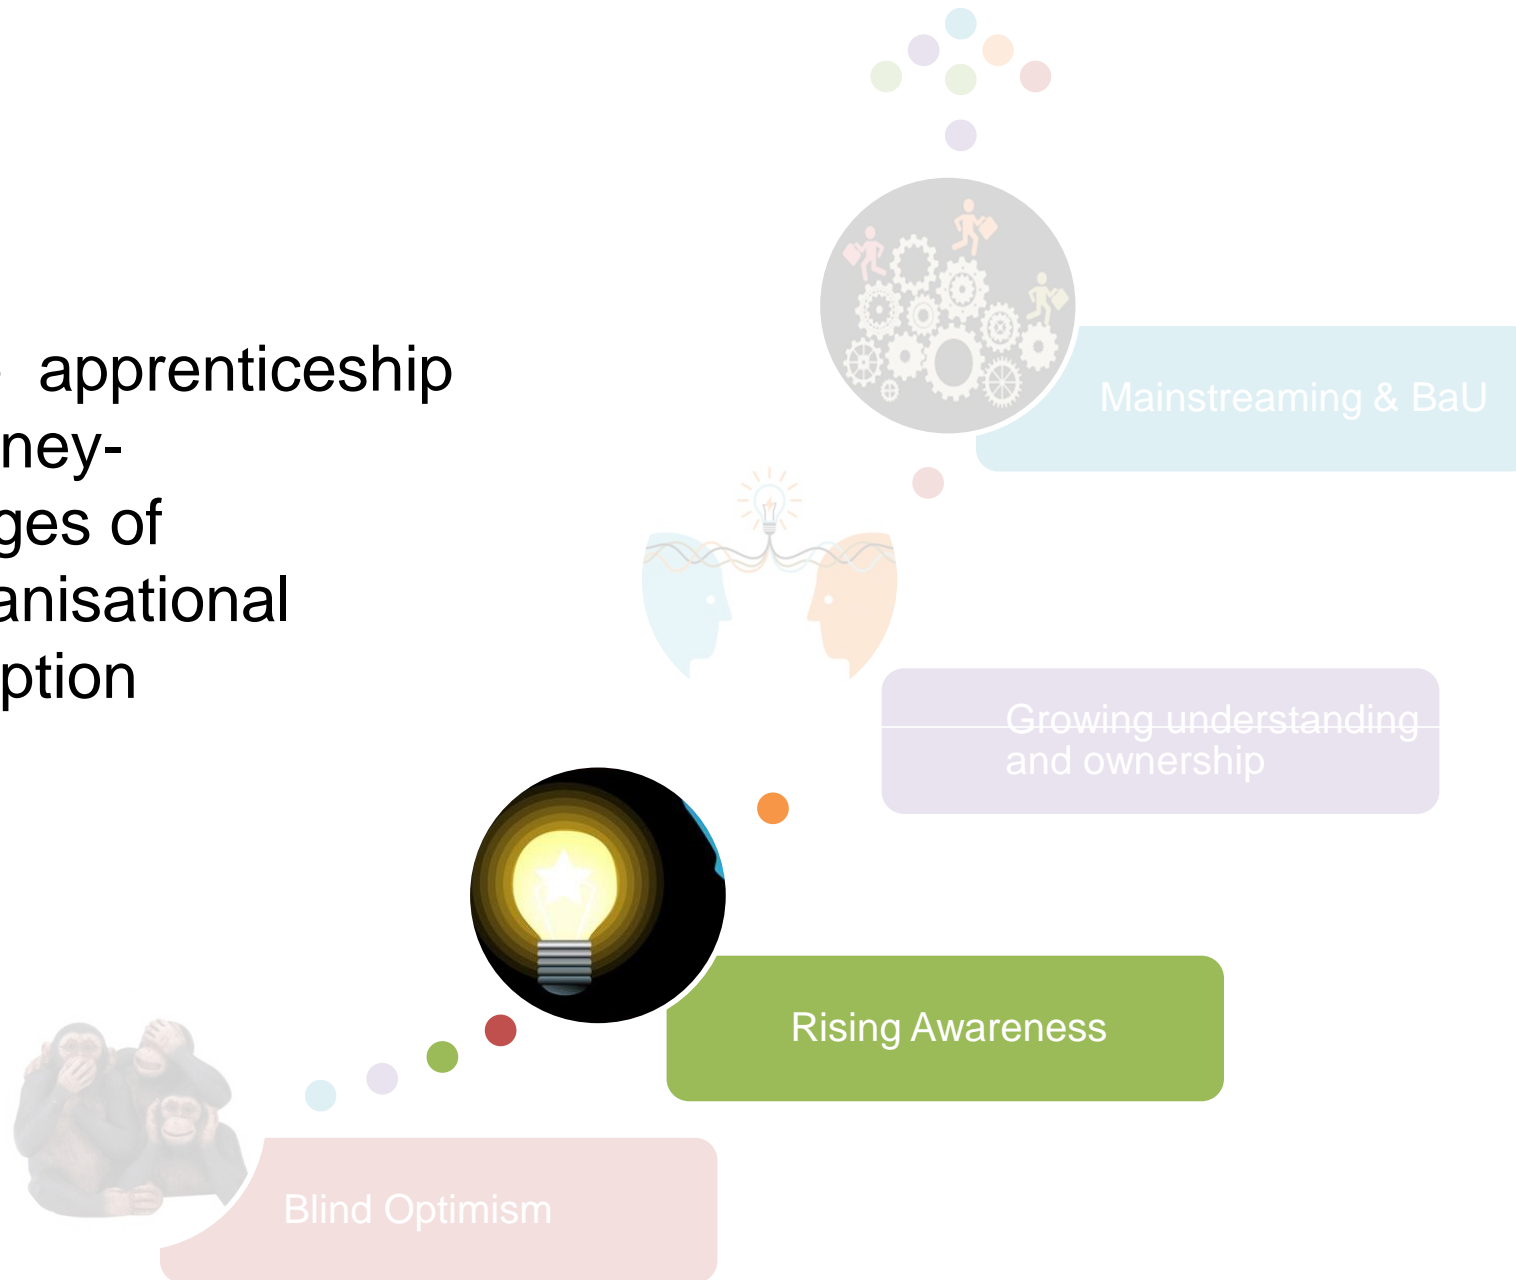 apprenticeship
ney-
ges of
anisational
ption
Mainstreaming & BaU
Growing understanding
and ownership
Rising Awareness
Blind Optimism